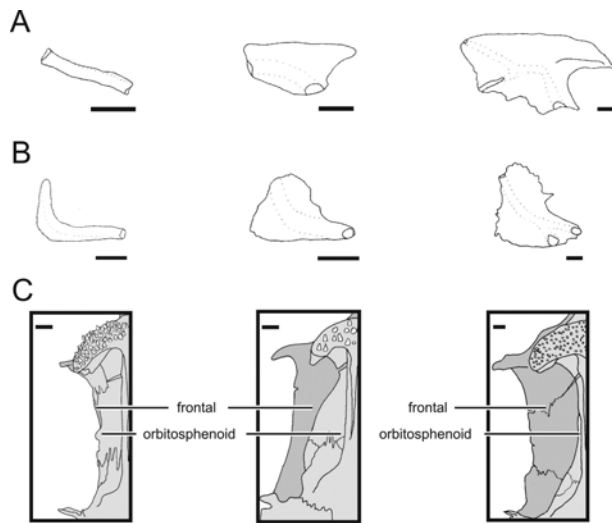 A
B
C
frontal
frontal
orbitosphenoid
orbitosphenoid